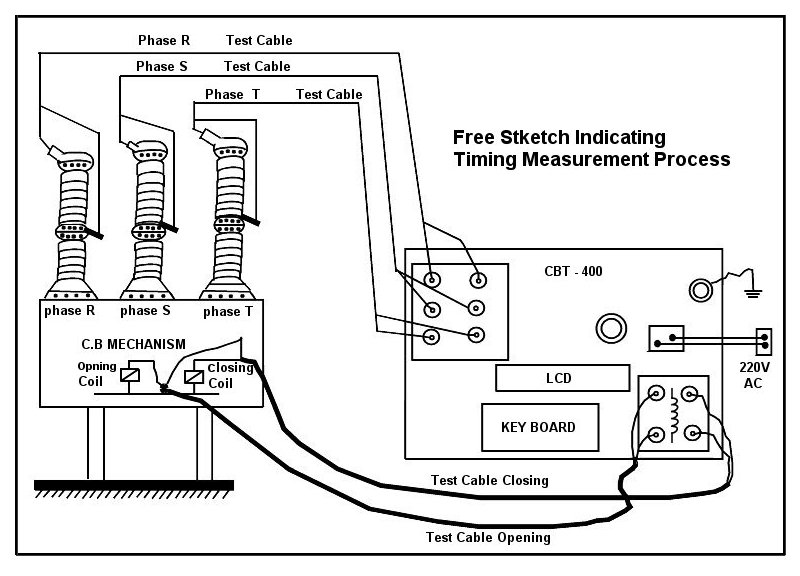 Phase R Test Cable
Phase S Test Cable
Phase T Test Cable
Free Stketch Indicating
Timing Measurement Process
CBT - 400
phase R phase S phase T
C.B MECHANISM
Opning
Coil
Closing
Coil
220V
AC
LCD
KEY BOARD
Test Cable Closing
Test Cable Opening